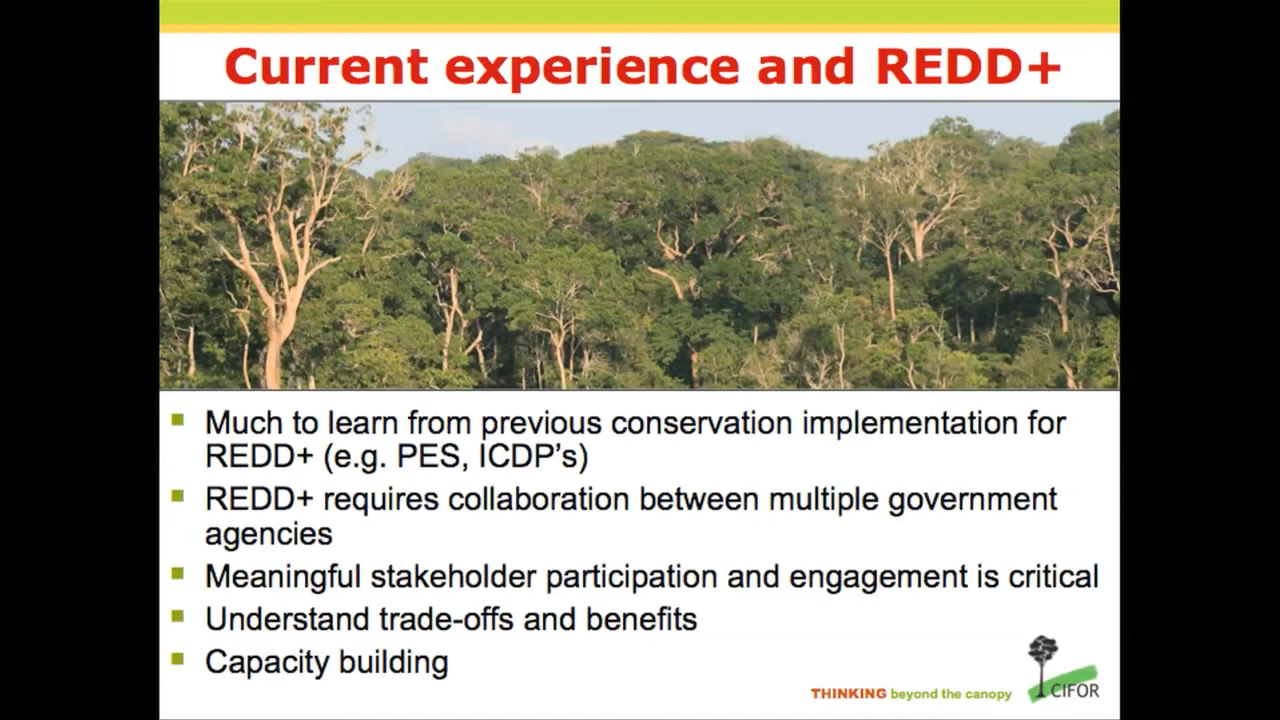 Current experience and REDD+
Much to learn from previous conservation implementation for
REDD+ (e.g. PES, ICDP's)
REDD+ requires collaboration between multiple government
agencies
Meaningful stakeholder participation and engagement is critical
Understand trade-offs and benefits
Capacity building
THINKING beyond the canopy
CIFOR